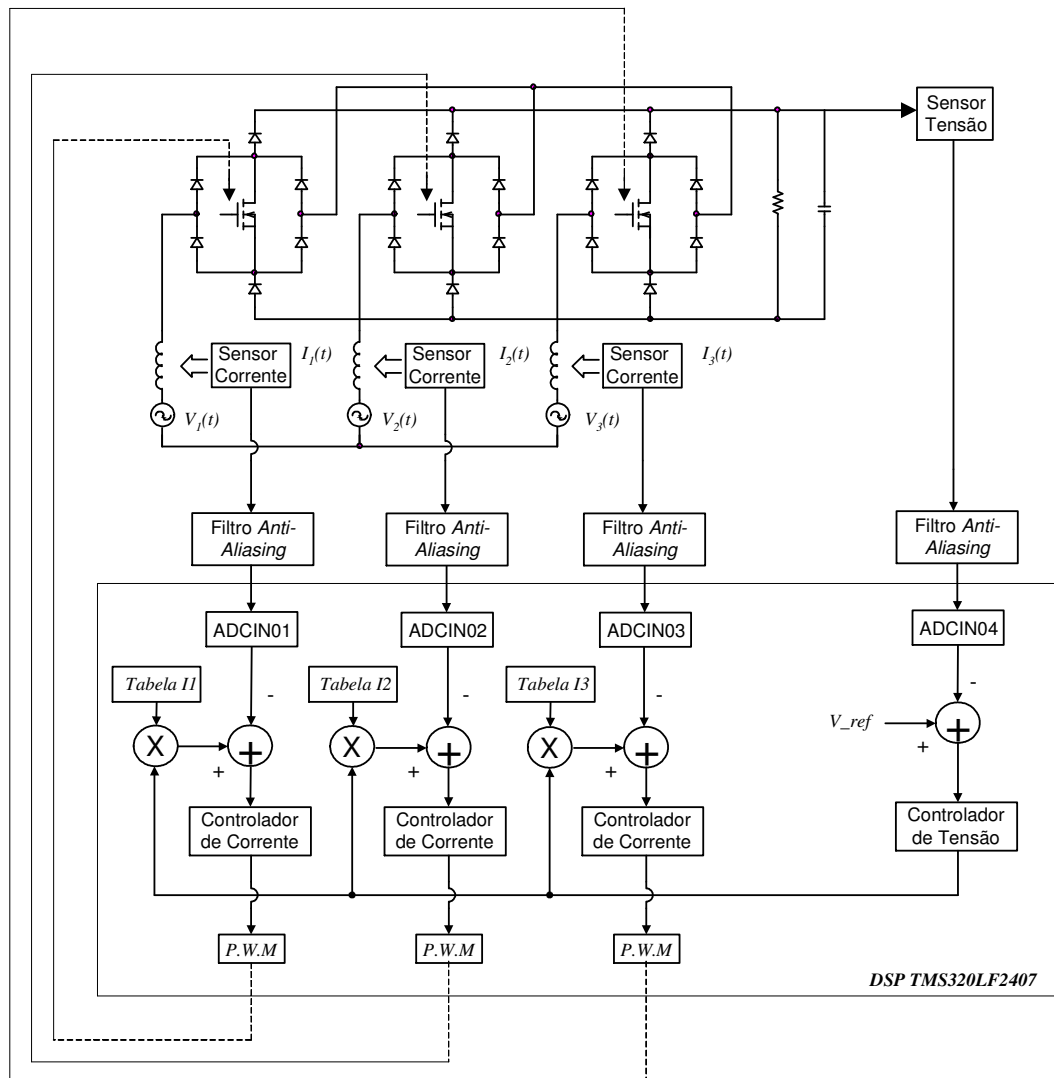 Sensor
Tensão
Sensor
Corrente
I1(t)
Sensor
Corrente
I2(t)
Sensor
Corrente
I3(t)
V1(t)
V2(t)
V3(t)
Filtro Anti-
Aliasing
Filtro Anti-
Aliasing
Filtro Anti-
Aliasing
Filtro Anti-
Aliasing
ADCIN01
ADCIN02
ADCIN03
ADCIN04
Tabela I1
-
Tabela I2
-
Tabela I3
-
-
V_ref
X
+
X
+
X
+
+
+
+
+
+
Controlador
de Corrente
Controlador
de Corrente
Controlador
de Corrente
Controlador
de Tensão
P.W.M
P.W.M
P.W.M
DSP TMS320LF2407